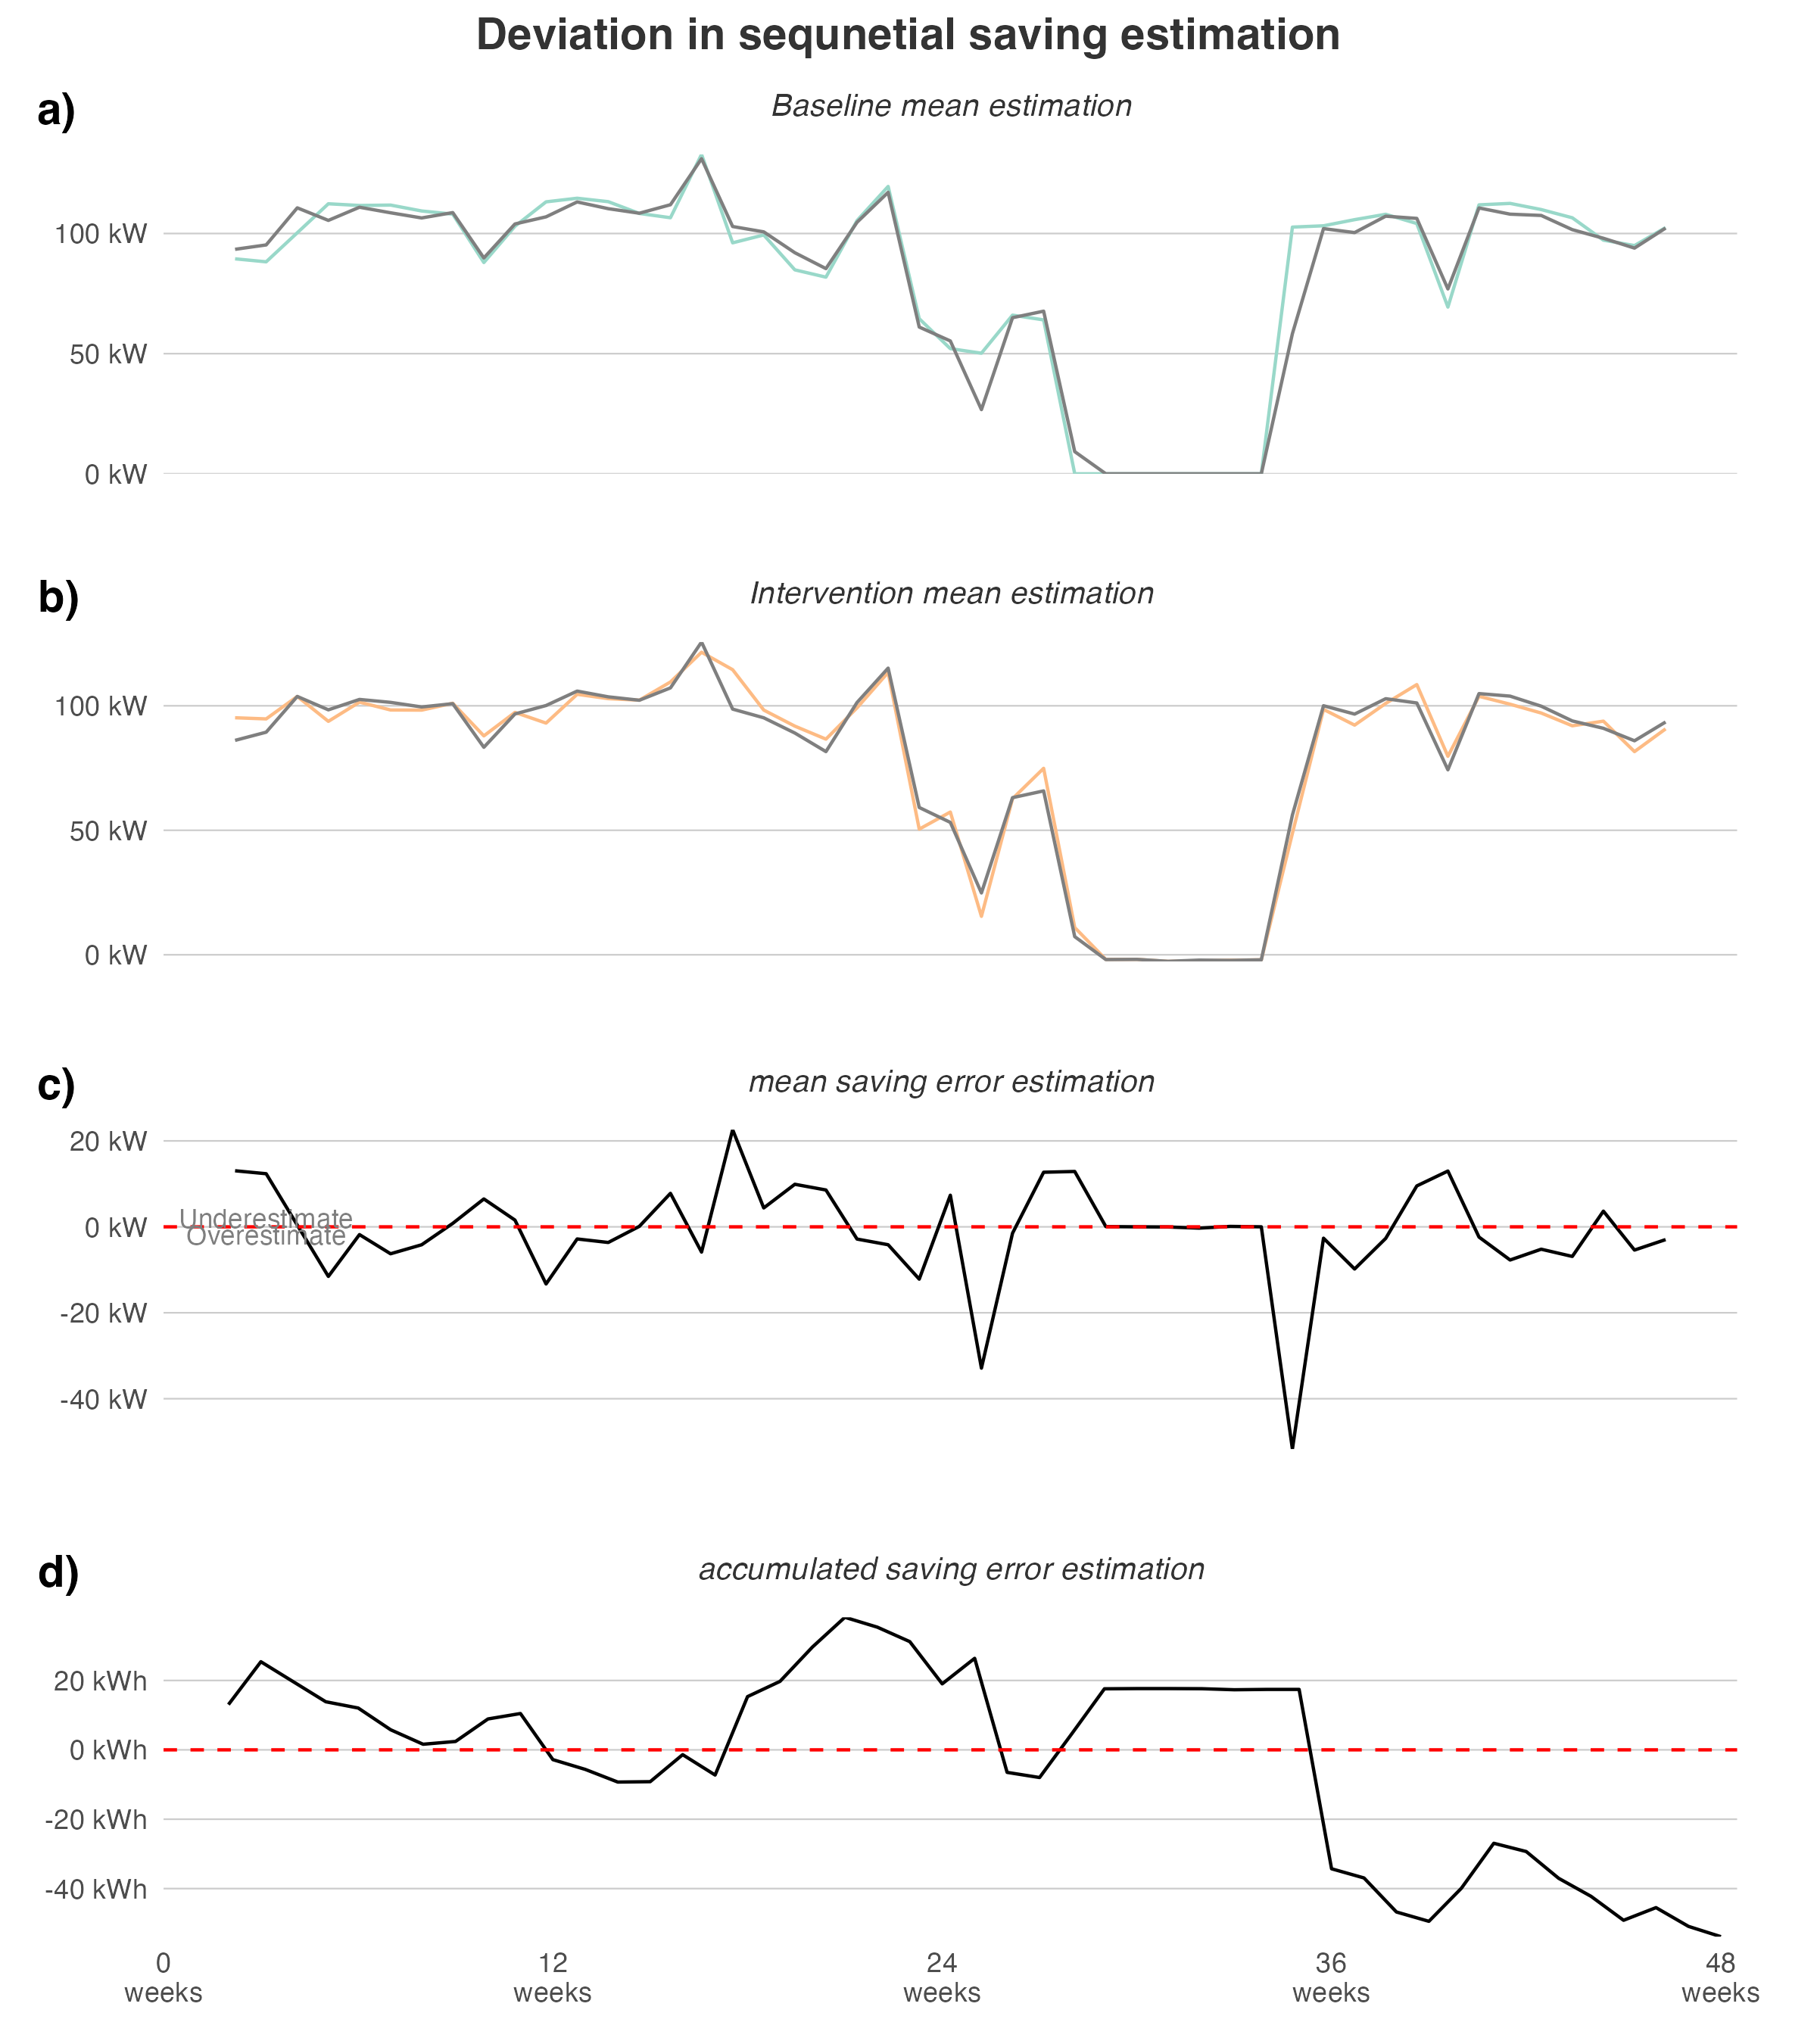 Deviation in sequnetial saving estimation
a)
Baseline mean estimation
100 kW
50 kW
0 kW
b)
Intervention mean estimation
100 kW
50 kW
0 kW
c)
mean saving error estimation
20 kW
Underestimate
0 kW
Overestimate
-20 kW
-40 kW
d)
accumulated saving error estimation
20 kWh
0 kWh
-20 kWh
-40 kWh
0 12 24 36 48
weeks weeks weeks weeks weeks